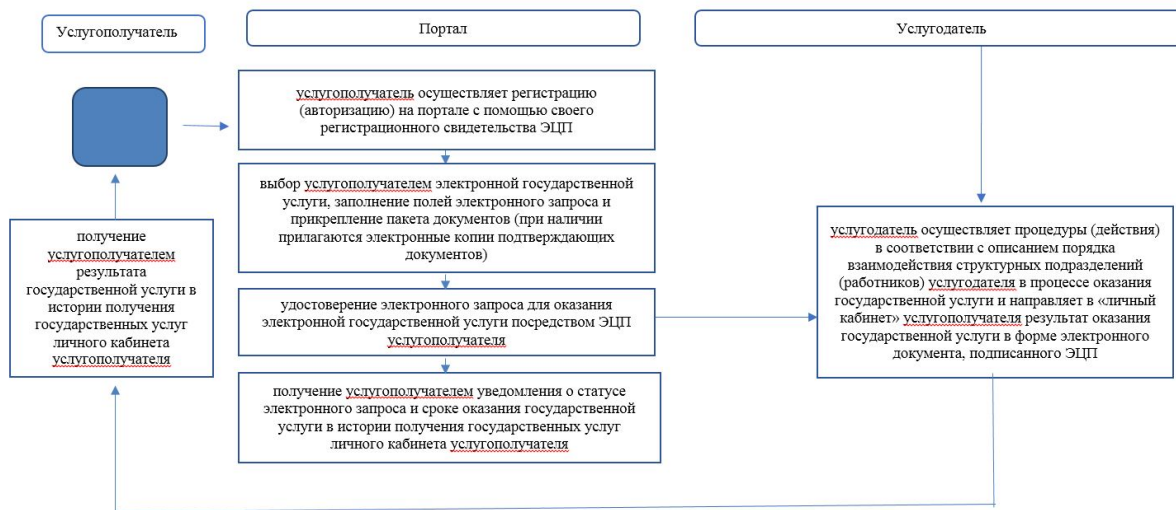 Услугополучатель
Портал
Услугодатель
услугополучатель осуществляет регистрацию
(авторизацию) на портале с помощью своего
регистрационного свидетельства ЭЦП
выбор услугополучателем электронной государственной
услуги, заполнение полей электронного запроса и
прикрепление пакета документов (при наличии
прилагаются электронные копии подтверждающих
документов)
удостоверение электронного запроса для оказания
электронной государственной услуги посредством ЭЦП
услугополучателя
получение услугополучателем уведомления о статусе
электронного запроса и сроке оказания государственной
услуги в истории получения государственных услуг
личного кабинета услугополучателя
услугодатель осуществляет процедуры (действия)
в соответствии с описанием порядка
взаимодействия структурных подразделений
(работников) услугодателя в процессе оказания
государственной услуги и направляет в «личный
кабинет» услугополучателя результат оказания
государственной услуги в форме электронного
документа, подписанного ЭЦП
получение
услугополучателем
результата
государственной услуги в
истории получения
государственных услуг
личного кабинета
услугополучателя